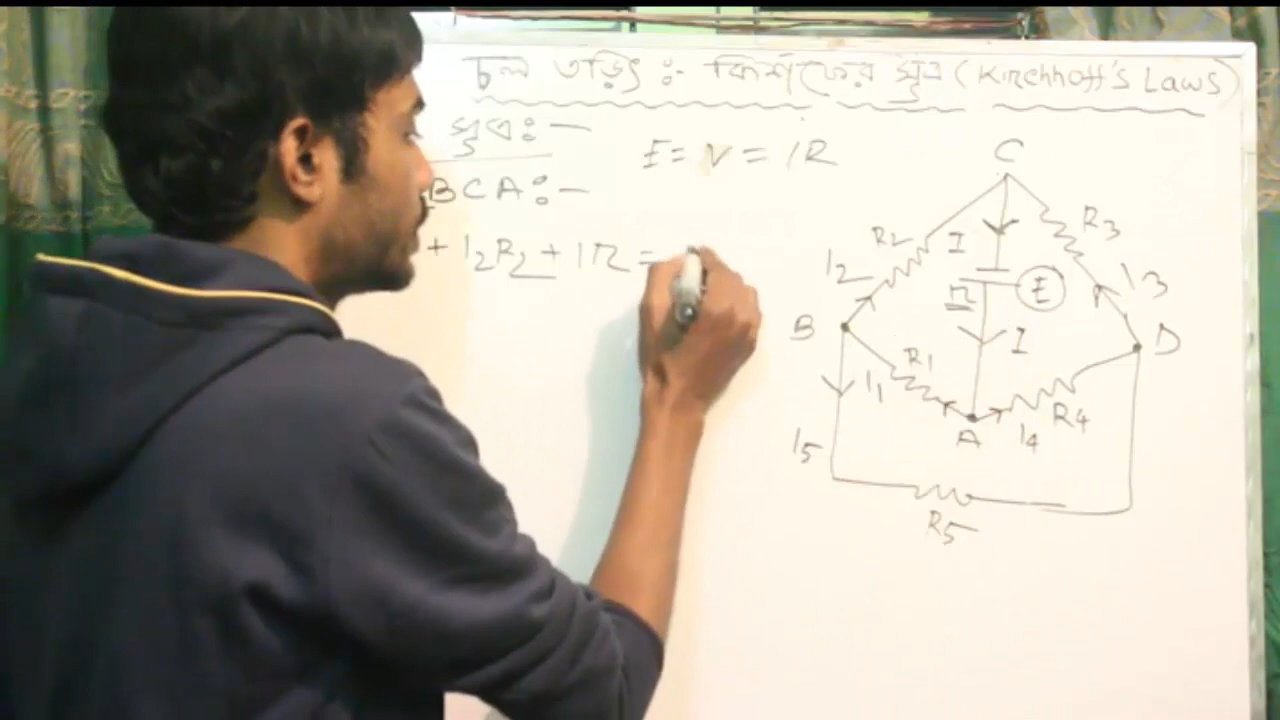 চল তড়িৎ :- কির্শফের সূত্র (Kirchhoff's Laws)
সূত্র :-
E = V = IR
BCA :-
+ I2R2 + Ir =
C
R2
I
R3
I2
r
E
I3
B
I
D
R1
I1
R4
A
I4
I5
R5